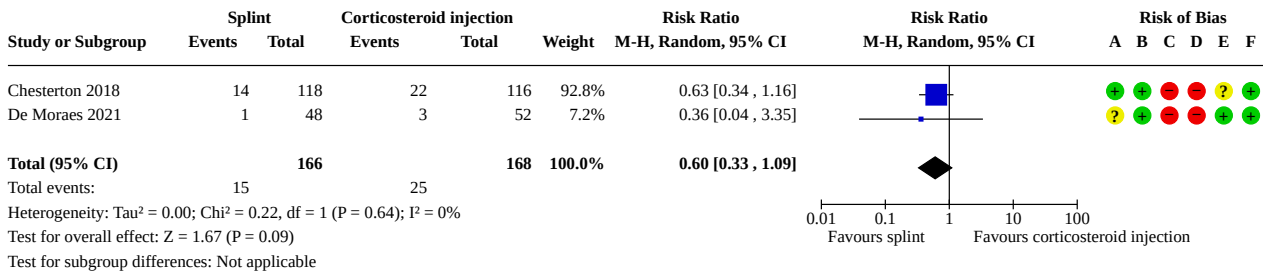 Splint Corticosteroid injection Risk Ratio Risk Ratio Risk of Bias
Study or Subgroup Events Total Events Total Weight M-H, Random, 95% CI M-H, Random, 95% CI A B C D E F
Chesterton 2018 14 118 22 116 92.8% 0.63 [0.34 , 1.16] + + − − ? +
De Moraes 2021 1 48 3 52 7.2% 0.36 [0.04 , 3.35] ? + − − + +
Total (95% CI) 166 168 100.0% 0.60 [0.33 , 1.09]
Total events: 15 25
Heterogeneity: Tau² = 0.00; Chi² = 0.22, df = 1 (P = 0.64); I² = 0%
0.01 0.1 1 10 100
Test for overall effect: Z = 1.67 (P = 0.09) Favours splint Favours corticosteroid injection
Test for subgroup differences: Not applicable